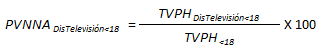 PVNNA DisTelevisión<18 = TVPH DisTelevisión<18 / TVPH <18 X 100